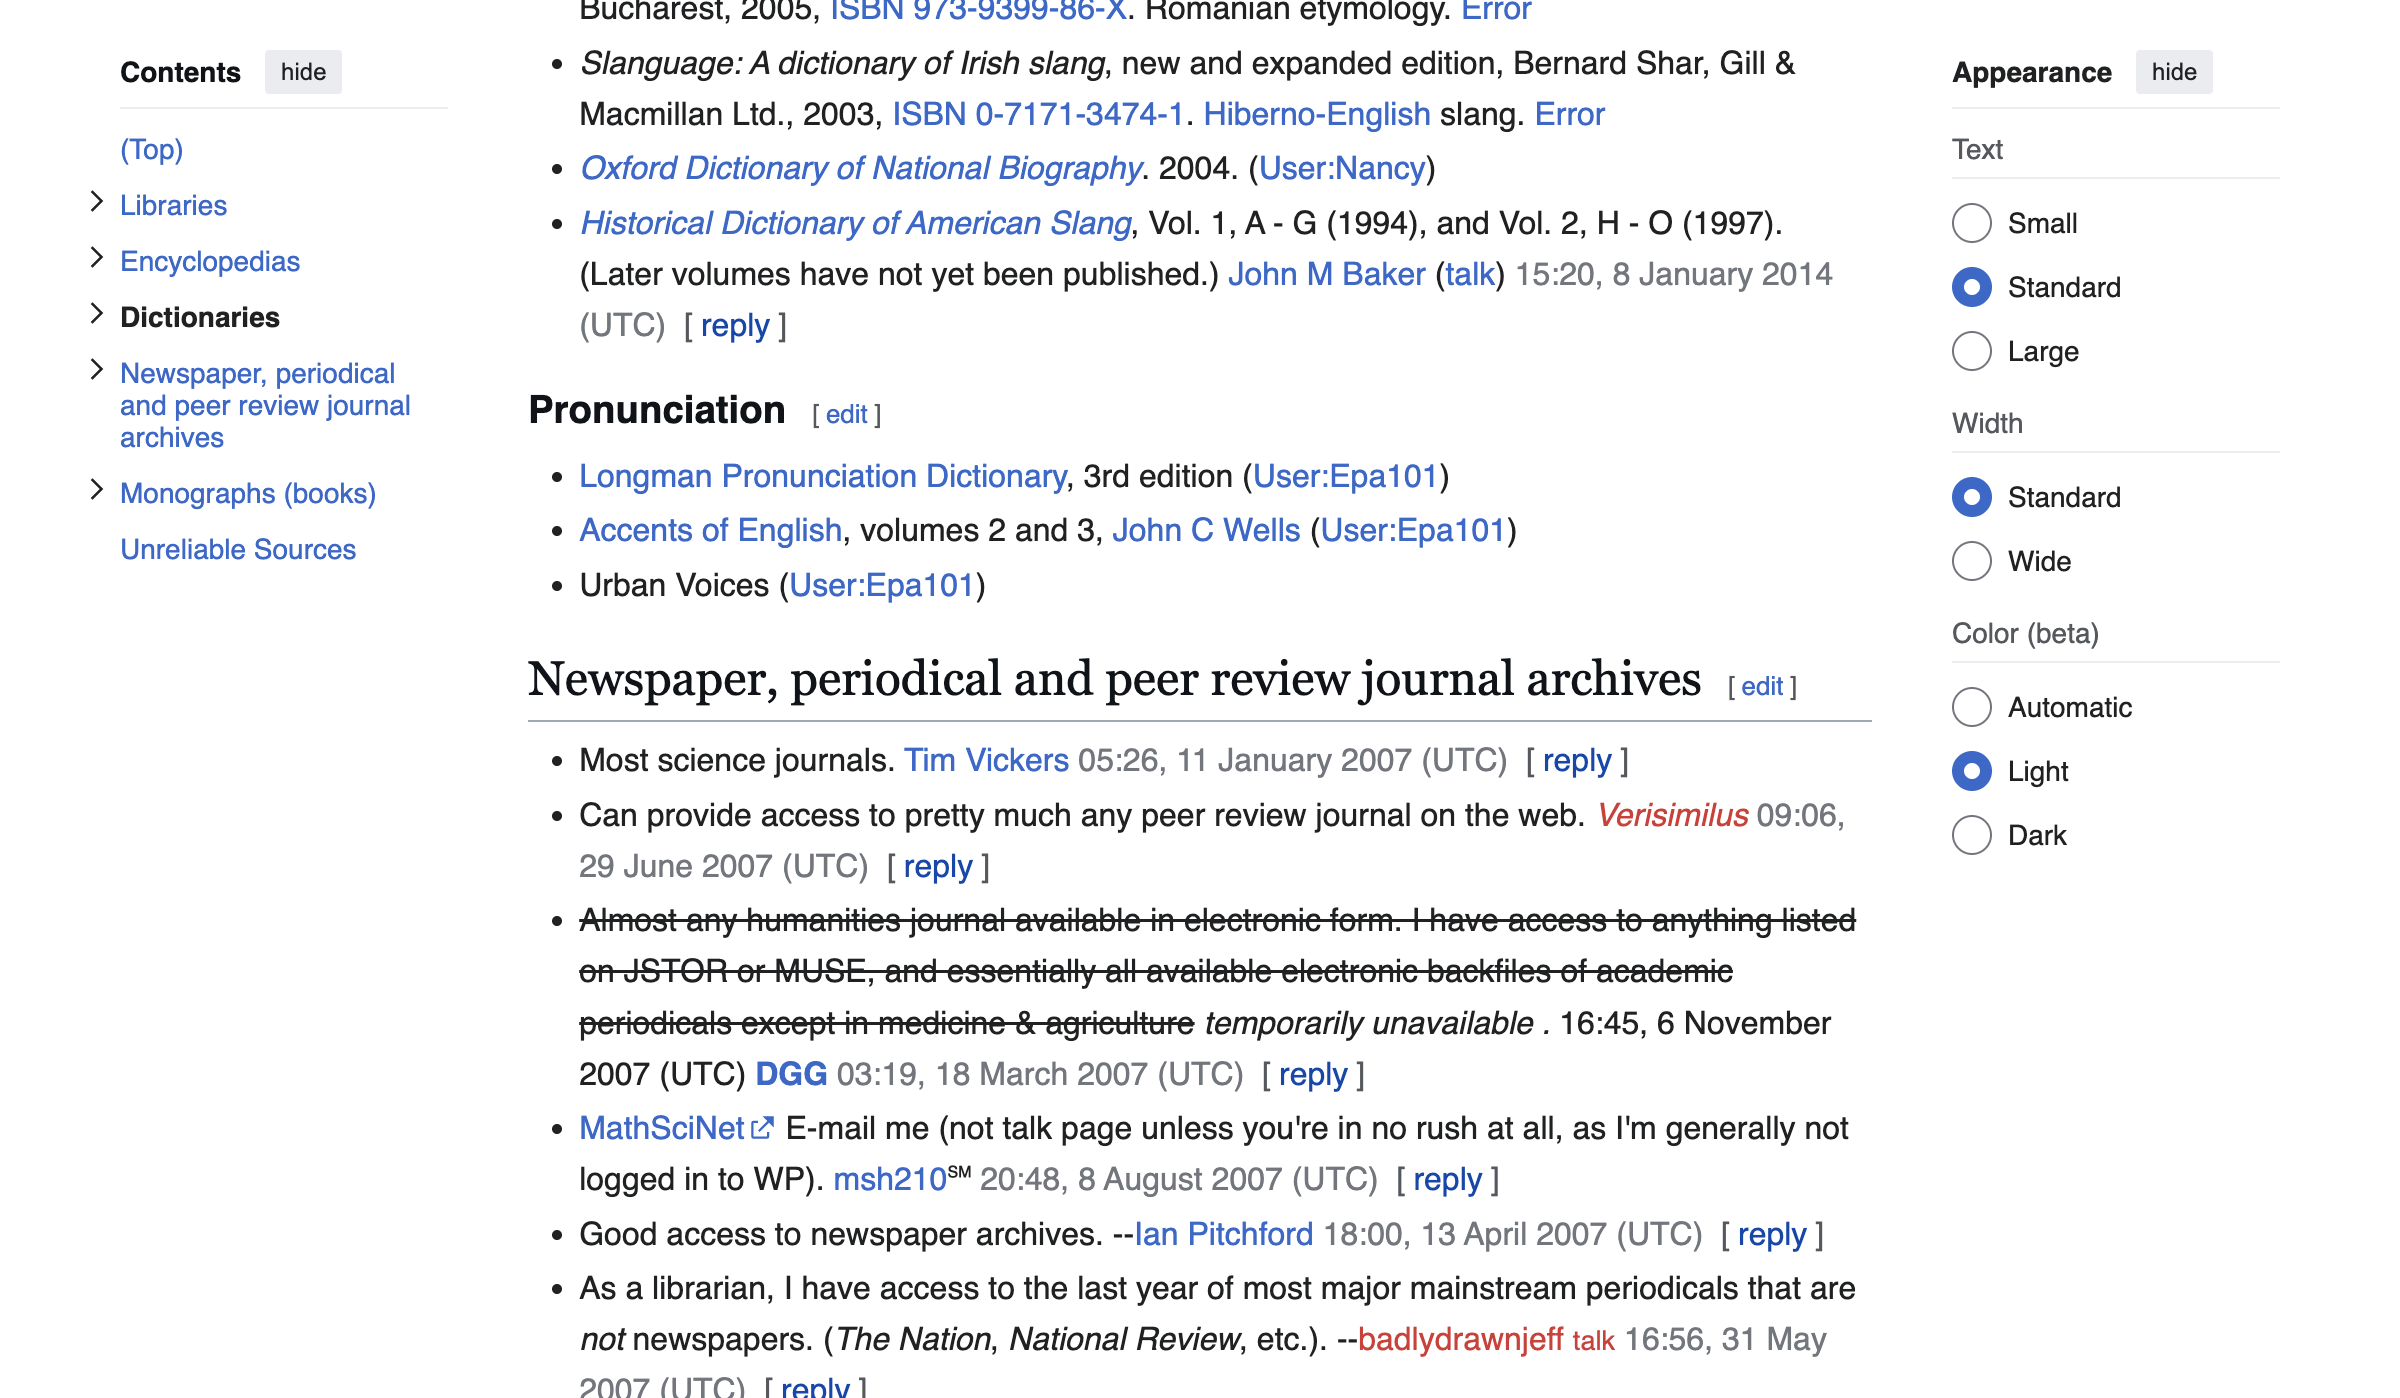 Contents hide
(Top)
Libraries
Encyclopedias
Dictionaries
Newspaper, periodical
and peer review journal
archives
Monographs (books)
Unreliable Sources
Bucharest, 2005, ISBN 973-9399-86-X. Romanian etymology. Error
• Slanguage: A dictionary of Irish slang, new and expanded edition, Bernard Shar, Gill &
Macmillan Ltd., 2003, ISBN 0-7171-3474-1. Hiberno-English slang. Error
• Oxford Dictionary of National Biography. 2004. (User:Nancy)
• Historical Dictionary of American Slang, Vol. 1, A - G (1994), and Vol. 2, H - O (1997).
(Later volumes have not yet been published.) John M Baker (talk) 15:20, 8 January 2014
(UTC) [ reply ]
Pronunciation [ edit ]
• Longman Pronunciation Dictionary, 3rd edition (User:Epa101)
• Accents of English, volumes 2 and 3, John C Wells (User:Epa101)
• Urban Voices (User:Epa101)
Newspaper, periodical and peer review journal archives [ edit ]
• Most science journals. Tim Vickers 05:26, 11 January 2007 (UTC) [ reply ]
• Can provide access to pretty much any peer review journal on the web. Verisimilus 09:06,
29 June 2007 (UTC) [ reply ]
• Almost any humanities journal available in electronic form. I have access to anything listed
on JSTOR or MUSE, and essentially all available electronic backfiles of academic
periodicals except in medicine & agriculture temporarily unavailable . 16:45, 6 November
2007 (UTC) DGG 03:19, 18 March 2007 (UTC) [ reply ]
• MathSciNet E-mail me (not talk page unless you're in no rush at all, as I'm generally not
logged in to WP). msh210℠ 20:48, 8 August 2007 (UTC) [ reply ]
• Good access to newspaper archives. --Ian Pitchford 18:00, 13 April 2007 (UTC) [ reply ]
• As a librarian, I have access to the last year of most major mainstream periodicals that are
not newspapers. (The Nation, National Review, etc.). --badlydrawnjeff talk 16:56, 31 May
2007 (UTC) [ reply ]
Appearance hide
Text
Small
Standard
Large
Width
Standard
Wide
Color (beta)
Automatic
Light
Dark